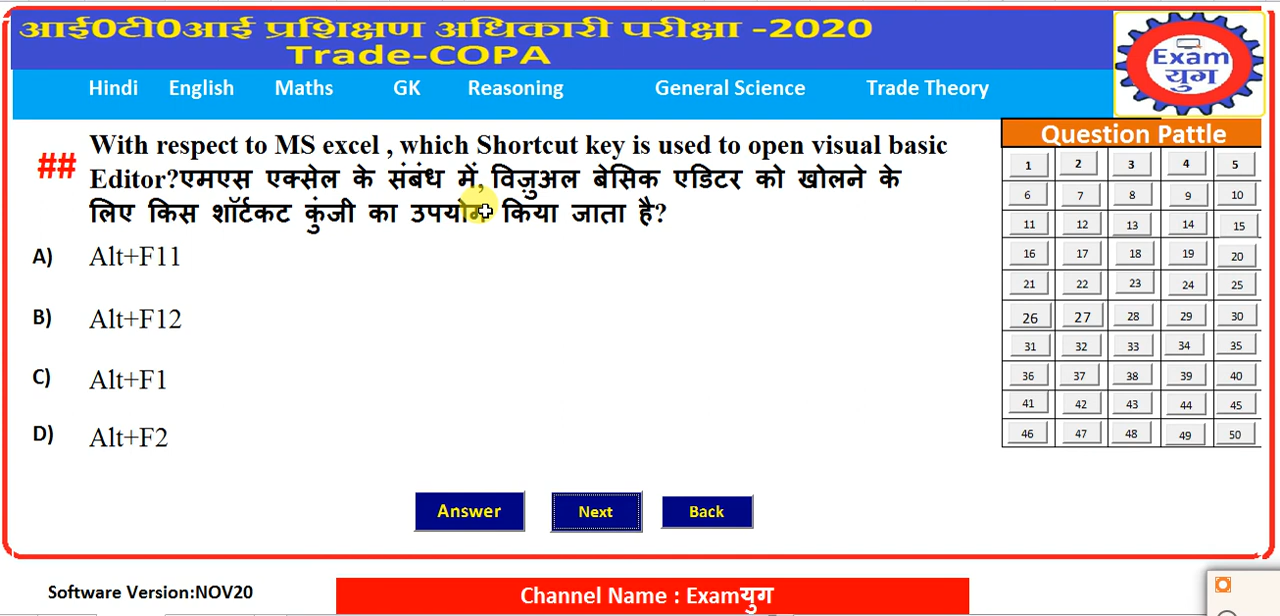 आई0टी0आई प्रशिक्षण अधिकारी परीक्षा -2020
Trade-COPA
Exam
युग
Hindi English Maths GK Reasoning General Science Trade Theory
Question Pattle
## With respect to MS excel , which Shortcut key is used to open visual basic
Editor?एमएस एक्सेल के संबंध में, विज़ुअल बेसिक एडिटर को खोलने के
लिए किस शॉर्टकट कुंजी का उपयोग किया जाता है?
A) Alt+F11
B) Alt+F12
C) Alt+F1
D) Alt+F2
1 2 3 4 5
6 7 8 9 10
11 12 13 14 15
16 17 18 19 20
21 22 23 24 25
26 27 28 29 30
31 32 33 34 35
36 37 38 39 40
41 42 43 44 45
46 47 48 49 50
Answer Next Back
Software Version:NOV20
Channel Name : Examयुग